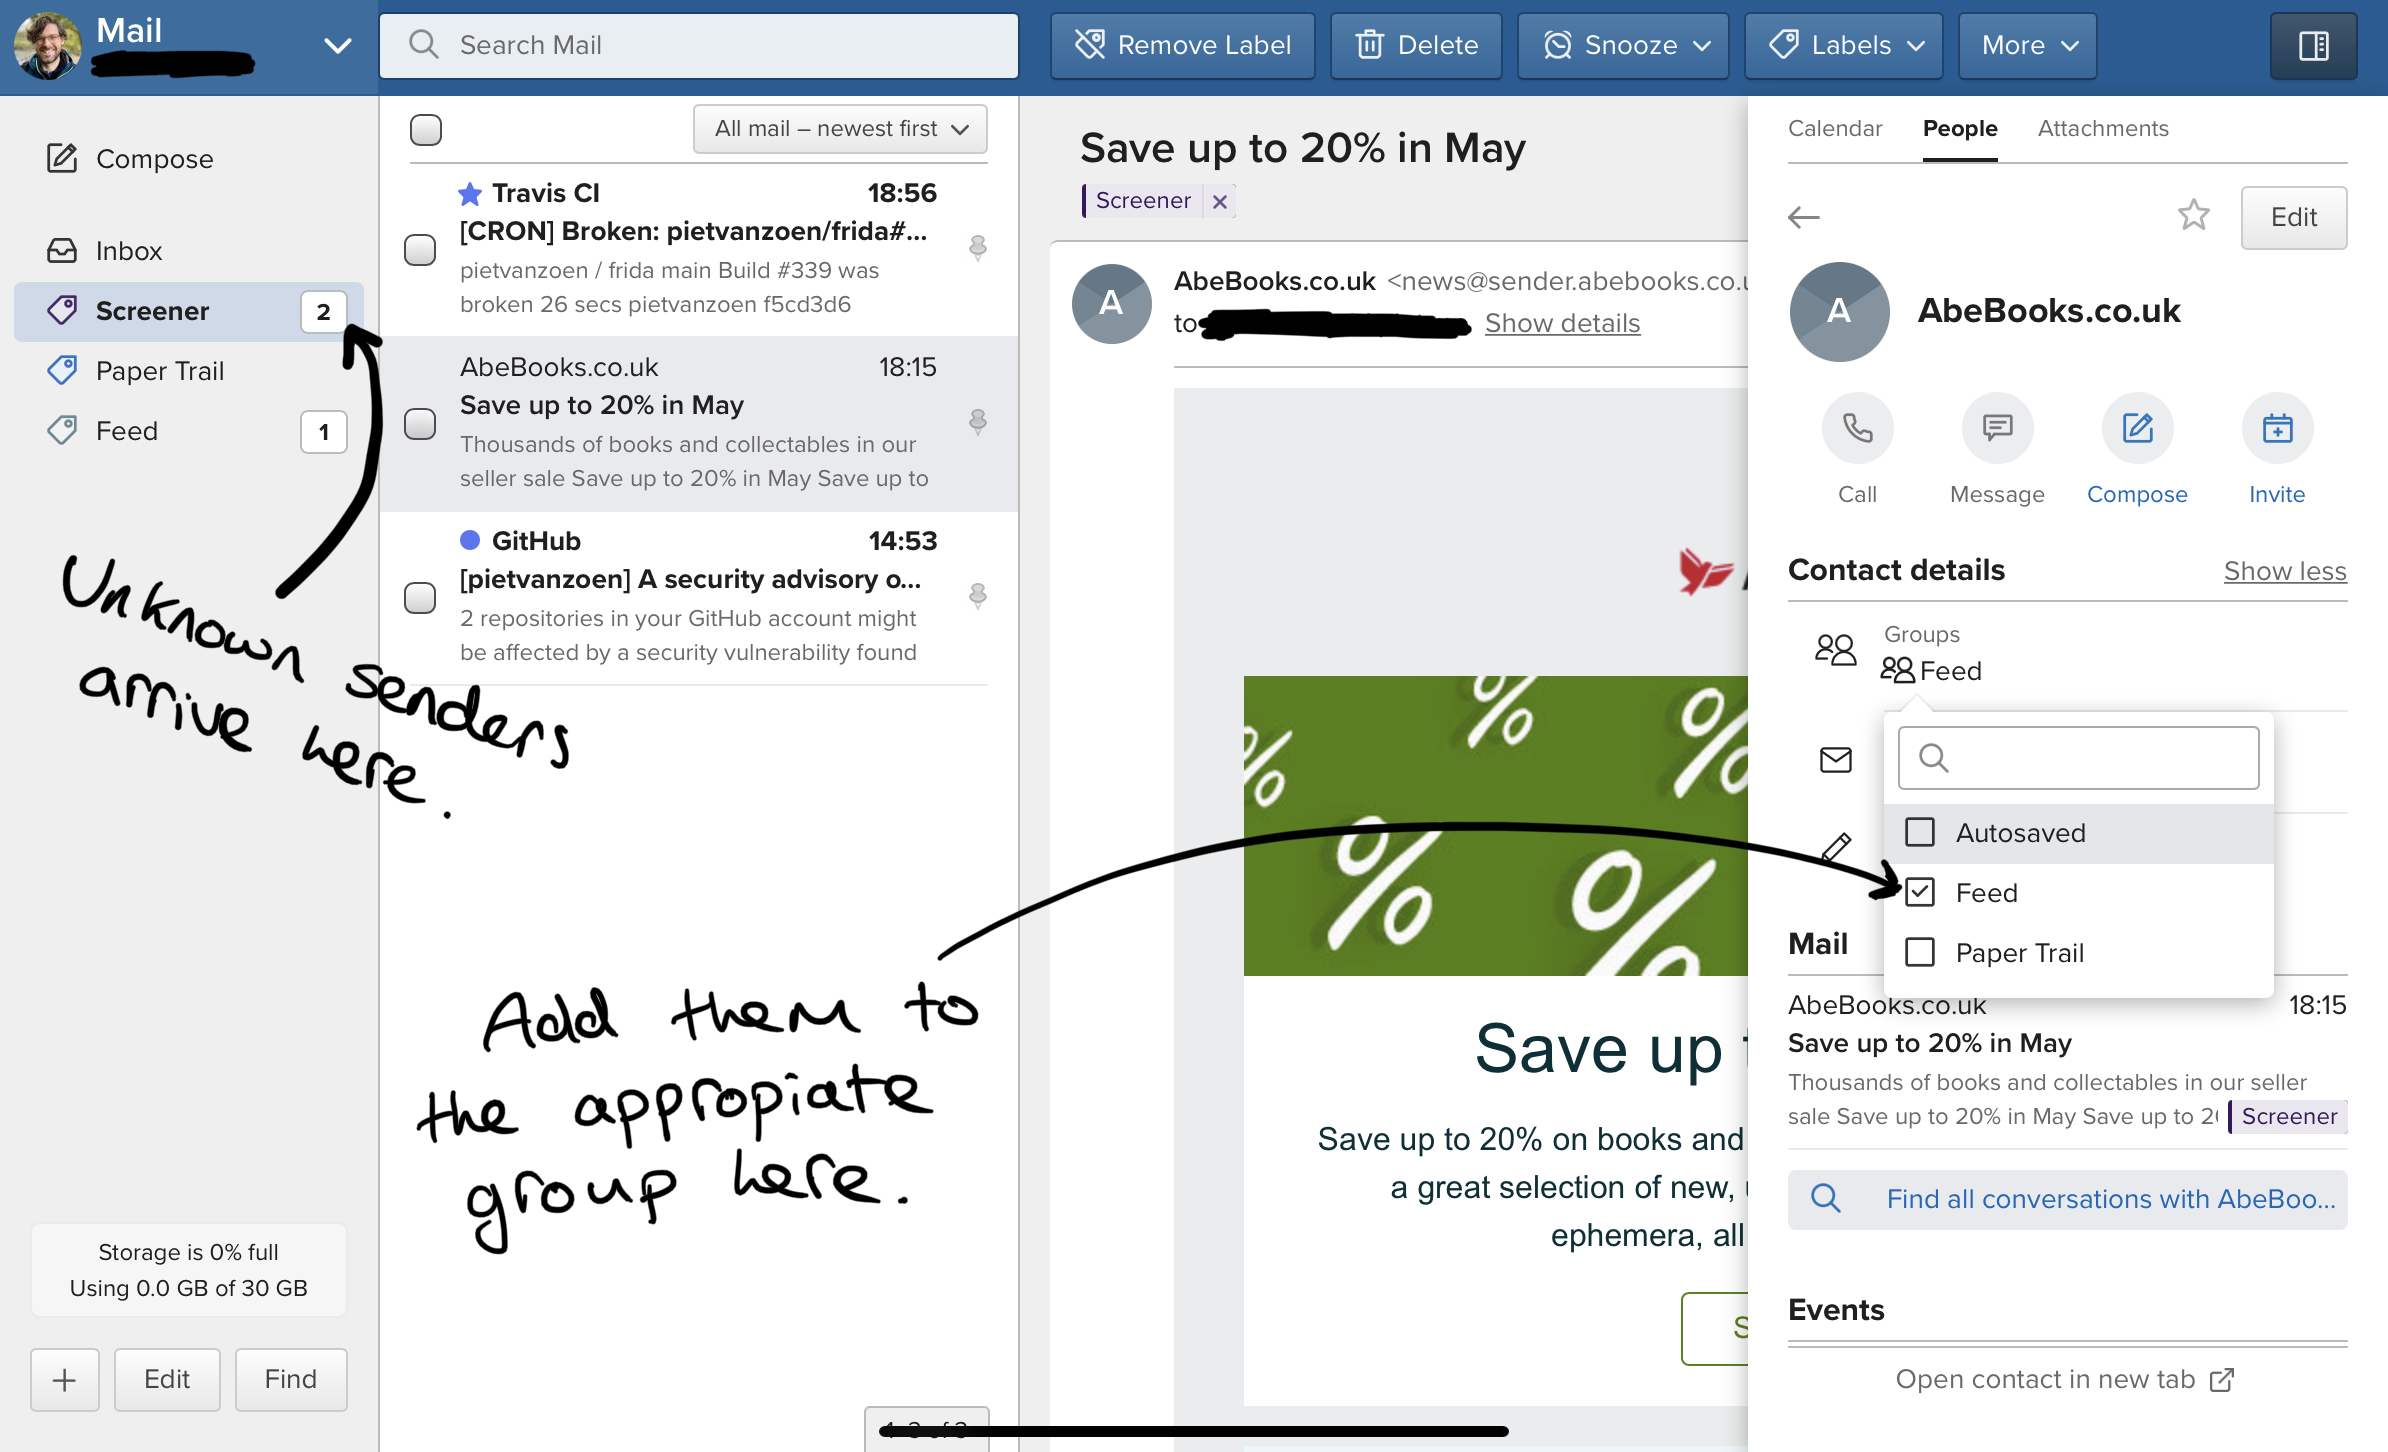 Mail
Search Mail
Remove Label
Delete
Snooze
Labels
More
Compose
Inbox
Screener 2
Paper Trail
Feed 1
Unknown senders
arrive here.
Storage is 0% full
Using 0.0 GB of 30 GB
Edit
Find
All mail – newest first
Travis CI 18:56
[CRON] Broken: pietvanzoen/frida#...
pietvanzoen / frida main Build #339 was
broken 26 secs pietvanzoen f5cd3d6
AbeBooks.co.uk 18:15
Save up to 20% in May
Thousands of books and collectables in our
seller sale Save up to 20% in May Save up to
GitHub 14:53
[pietvanzoen] A security advisory o...
2 repositories in your GitHub account might
be affected by a security vulnerability found
Add them to
the appropiate
group here.
Save up to 20% in May
Screener ×
A
AbeBooks.co.uk <news@sender.abebooks.co.u
to
Show details
% % % % %
Save up
Save up to 20% on books and
a great selection of new,
ephemera, all
S
Calendar
People
Attachments
Edit
A
AbeBooks.co.uk
Call
Message
Compose
Invite
Contact details
Show less
Groups
Feed
Autosaved
Feed
Paper Trail
Mail
AbeBooks.co.uk 18:15
Save up to 20% in May
Thousands of books and collectables in our seller
sale Save up to 20% in May Save up to 2
Screener
Find all conversations with AbeBoo...
Events
Open contact in new tab